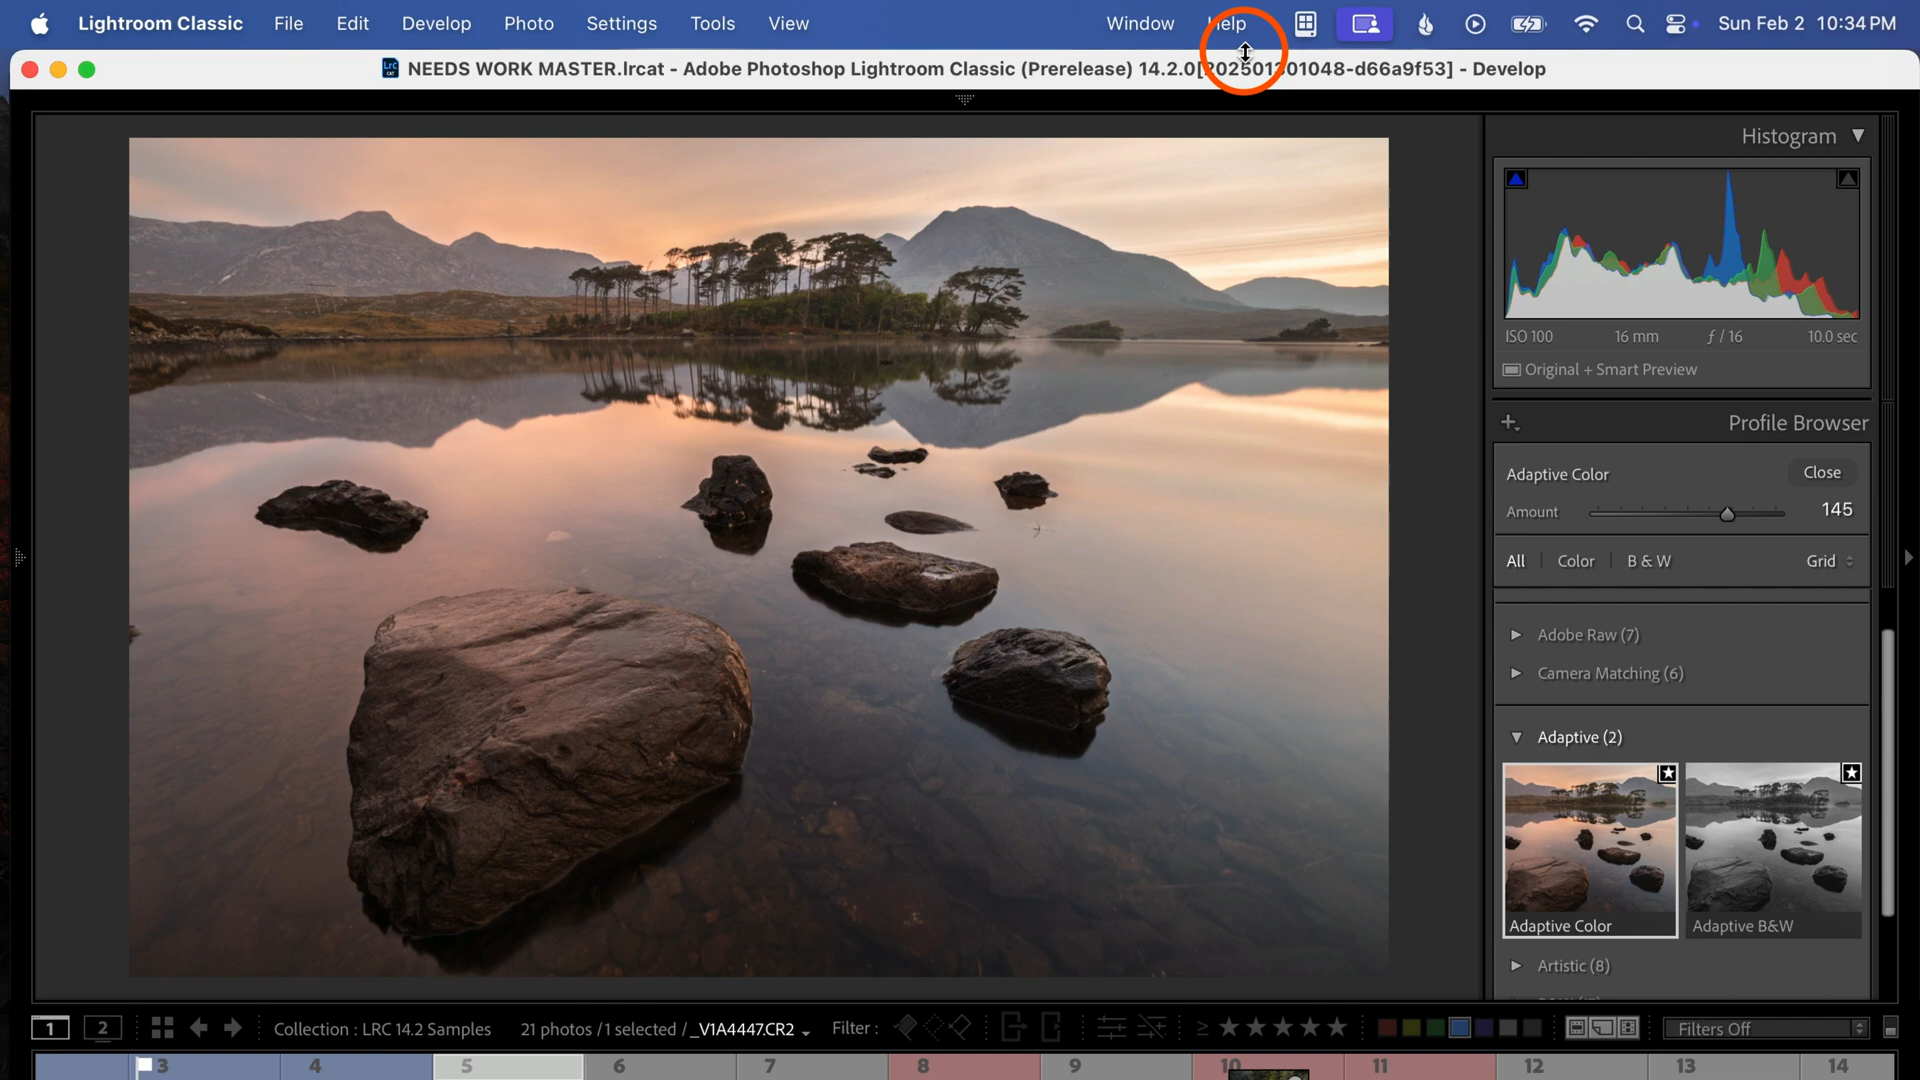 Lightroom Classic File Edit Develop Photo Settings Tools View Window Help Sun Feb 2 10:34 PM
NEEDS WORK MASTER.lrcat - Adobe Photoshop Lightroom Classic (Prerelease) 14.2.0[202501301048-d66a9f53] - Develop
Histogram
ISO 100 16 mm ƒ / 16 10.0 sec
Original + Smart Preview
Profile Browser
Adaptive Color Close
Amount 145
All Color B & W Grid
Adobe Raw (7)
Camera Matching (6)
Adaptive (2)
Adaptive Color Adaptive B&W
Artistic (8)
1 2 Collection : LRC 14.2 Samples 21 photos / 1 selected / _V1A4447.CR2 Filter : ≥ Filters Off
3 4 5 6 7 8 9 10 11 12 13 14